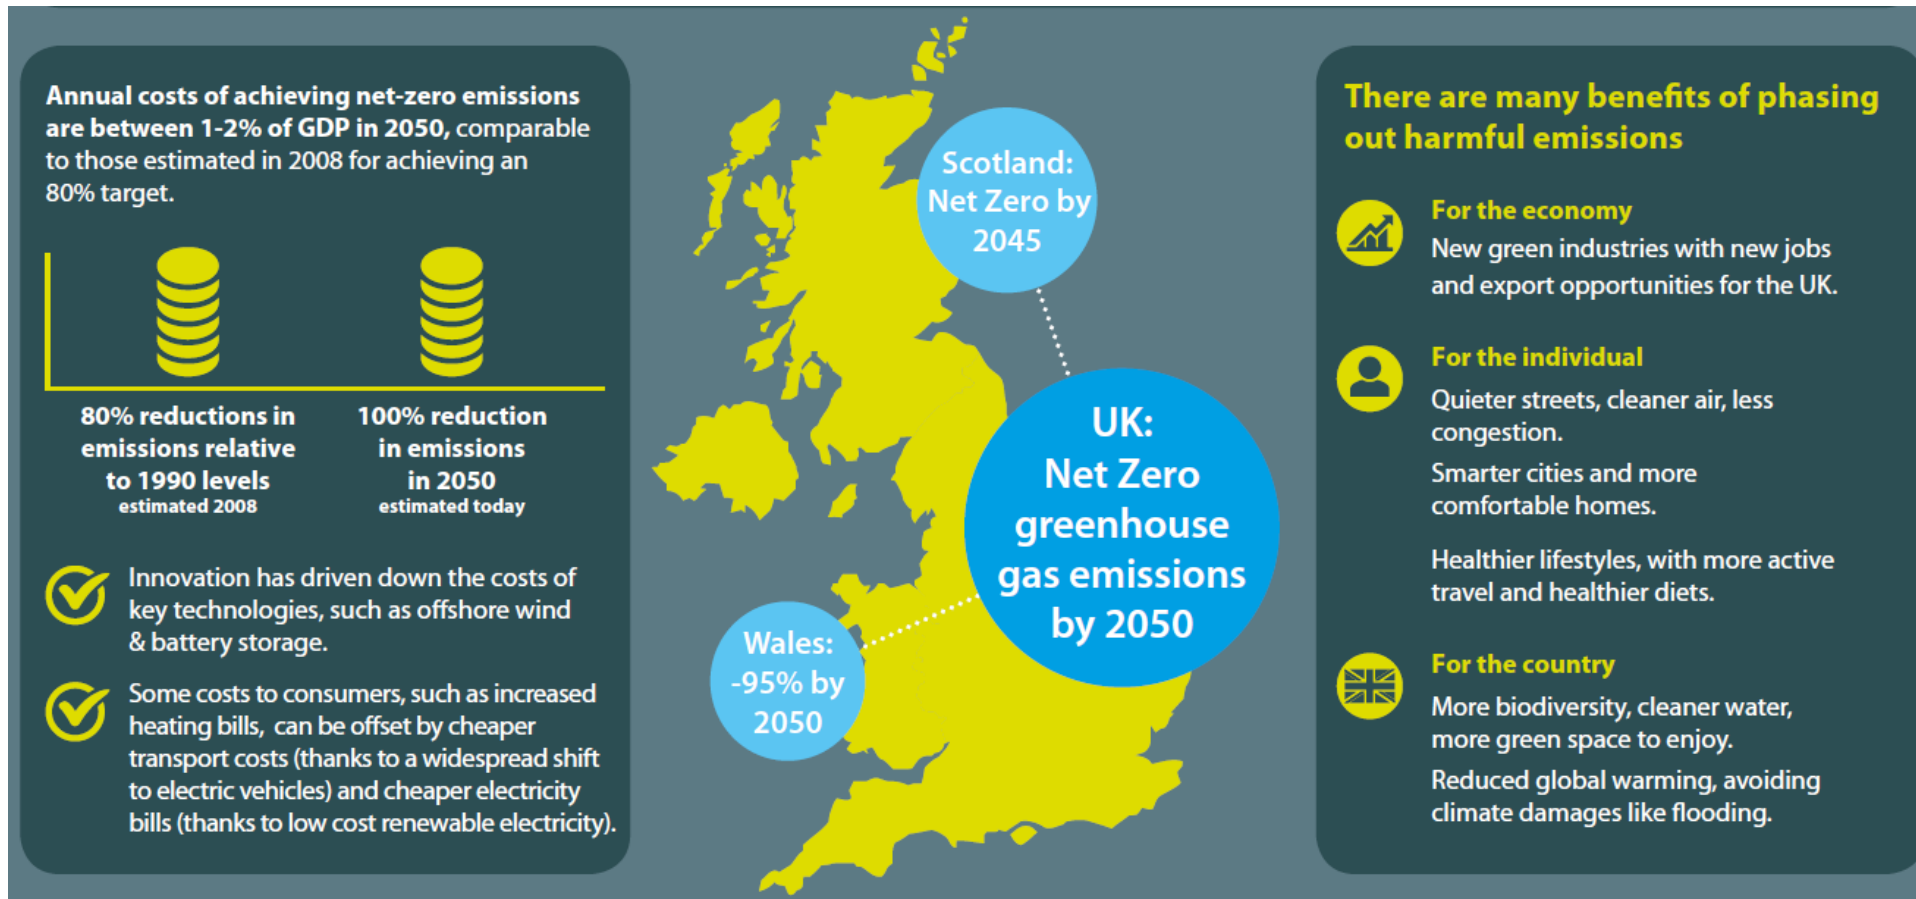 Annual costs of achieving net-zero emissions
are between 1-2% of GDP in 2050, comparable
to those estimated in 2008 for achieving an
80% target.
80% reductions in
emissions relative
to 1990 levels
estimated 2008
100% reduction
in emissions
in 2050
estimated today
Innovation has driven down the costs of
key technologies, such as offshore wind
& battery storage.
Some costs to consumers, such as increased
heating bills, can be offset by cheaper
transport costs (thanks to a widespread shift
to electric vehicles) and cheaper electricity
bills (thanks to low cost renewable electricity).
Scotland:
Net Zero by
2045
UK:
Net Zero
greenhouse
gas emissions
by 2050
Wales:
-95% by
2050
There are many benefits of phasing
out harmful emissions
For the economy
New green industries with new jobs
and export opportunities for the UK.
For the individual
Quieter streets, cleaner air, less
congestion.
Smarter cities and more
comfortable homes.
Healthier lifestyles, with more active
travel and healthier diets.
For the country
More biodiversity, cleaner water,
more green space to enjoy.
Reduced global warming, avoiding
climate damages like flooding.